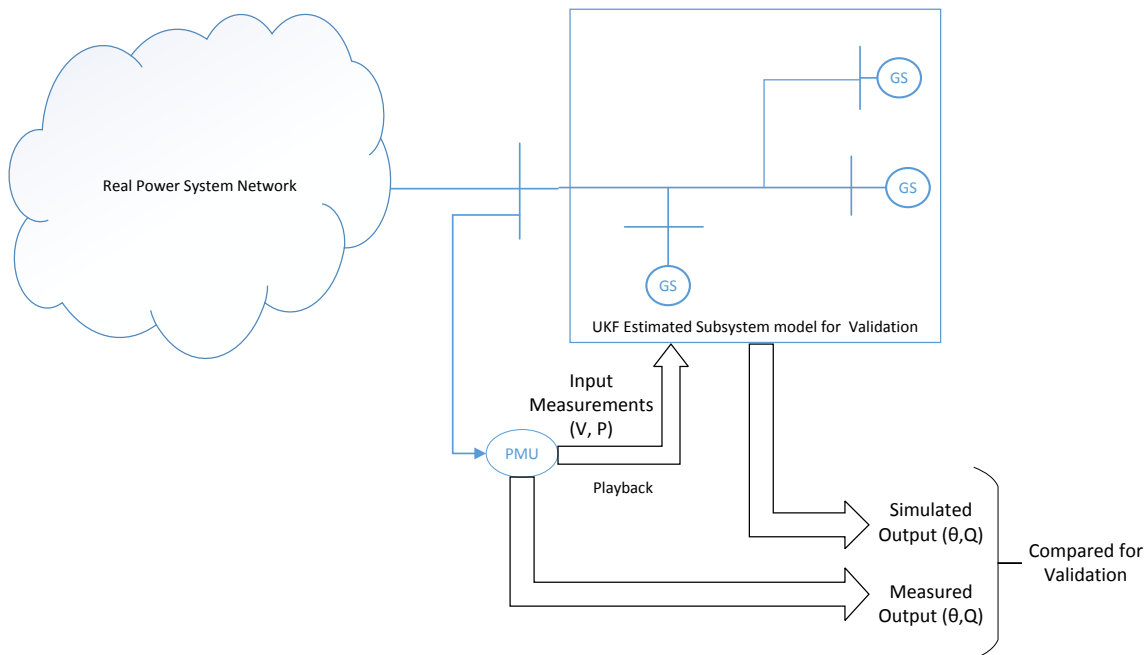 GS
Real Power System Network
GS
GS
UKF Estimated Subsystem model for Validation
Input
Measurements
(V, P)
PMU
Playback
Simulated
Output (θ,Q)
Compared for
Validation
Measured
Output (θ,Q)